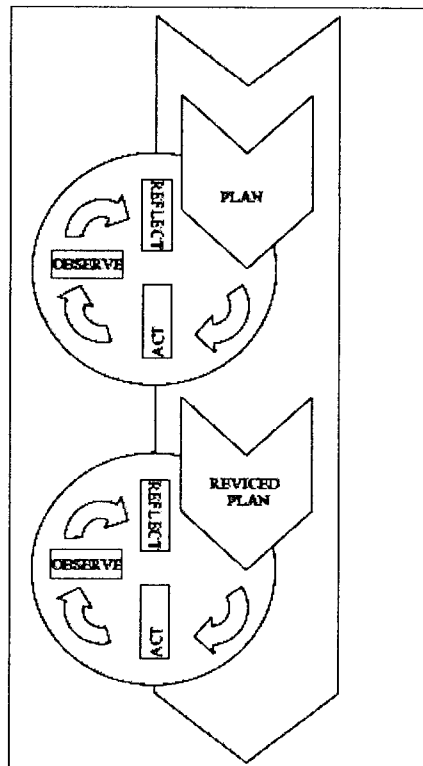 PLAN
REFLECT
OBSERVE
ACT
REVICED
PLAN
REFLECT
OBSERVE
ACT